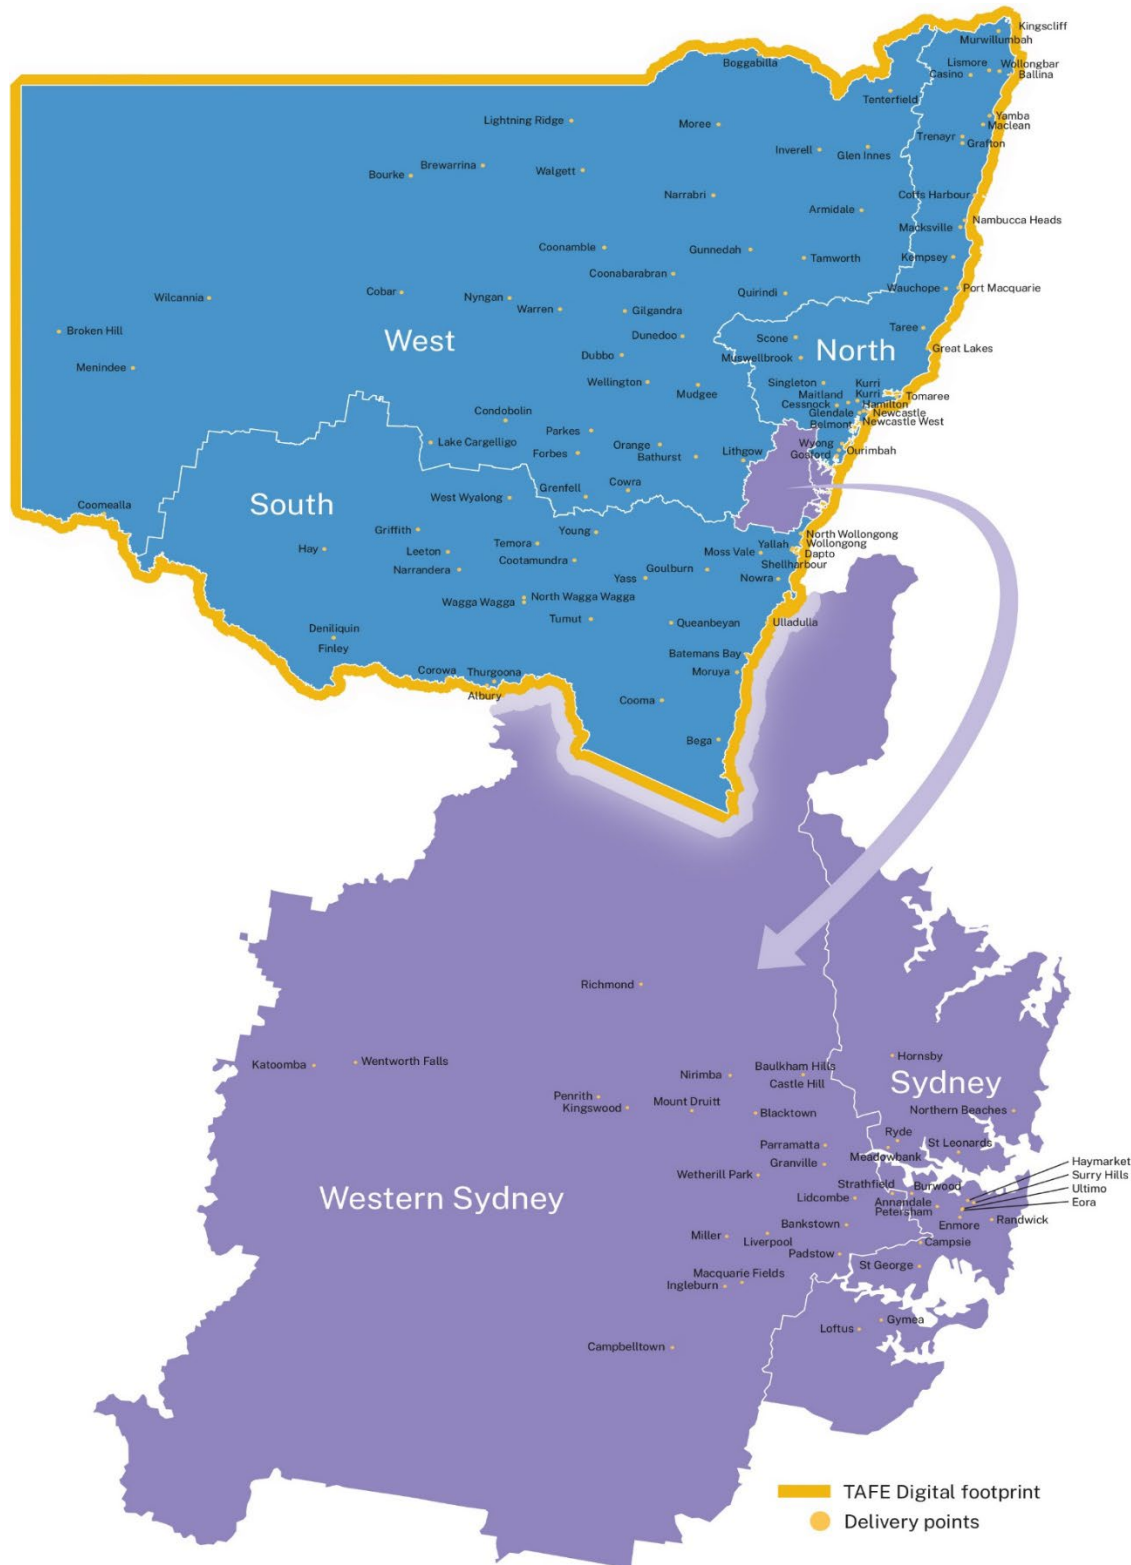 Kingscliff
Murwillumbah
Boggabilla
Lismore
Wollongbar
Casino
Ballina
Tenterfield
Yamba
Lightning Ridge
Moree
Maclean
Trenayr
Grafton
Inverell
Glen Innes
Brewarrina
Bourke
Walgett
Narrabri
Coffs Harbour
Armidale
Nambucca Heads
Macksville
Coonamble
Gunnedah
Tamworth
Kempsey
Coonabarabran
Wauchope
Port Macquarie
Wilcannia
Cobar
Nyngan
Quirindi
Warren
Gilgandra
Broken Hill
West
Dunedoo
Scone
North
Taree
Great Lakes
Menindee
Dubbo
Muswellbrook
Wellington
Mudgee
Singleton
Kurri
Kurri
Maitland
Tomaree
Cessnock
Hamilton
Condobolin
Glendale
Newcastle
Belmont
Newcastle West
Lake Cargelligo
Parkes
Orange
Wyong
Forbes
Bathurst
Lithgow
Gosford
Ourimbah
South
West Wyalong
Grenfell
Cowra
Coomealla
Griffith
Young
North Wollongong
Hay
Leeton
Temora
Yallah
Wollongong
Narrandera
Cootamundra
Moss Vale
Dapto
Goulburn
Shellharbour
Yass
Nowra
Wagga Wagga
North Wagga Wagga
Tumut
Queanbeyan
Ulladulla
Deniliquin
Finley
Batemans Bay
Corowa
Thurgoona
Moruya
Albury
Cooma
Bega
Richmond
Katoomba
Wentworth Falls
Hornsby
Nirimba
Baulkham Hills
Castle Hill
Sydney
Penrith
Kingswood
Mount Druitt
Blacktown
Northern Beaches
Ryde
Parramatta
St Leonards
Meadowbank
Granville
Haymarket
Wetherill Park
Surry Hills
Western Sydney
Strathfield
Burwood
Ultimo
Lidcombe
Annandale
Eora
Petersham
Randwick
Bankstown
Enmore
Miller
Liverpool
Campsie
Padstow
St George
Macquarie Fields
Ingleburn
Gymea
Loftus
Campbelltown
TAFE Digital footprint
Delivery points